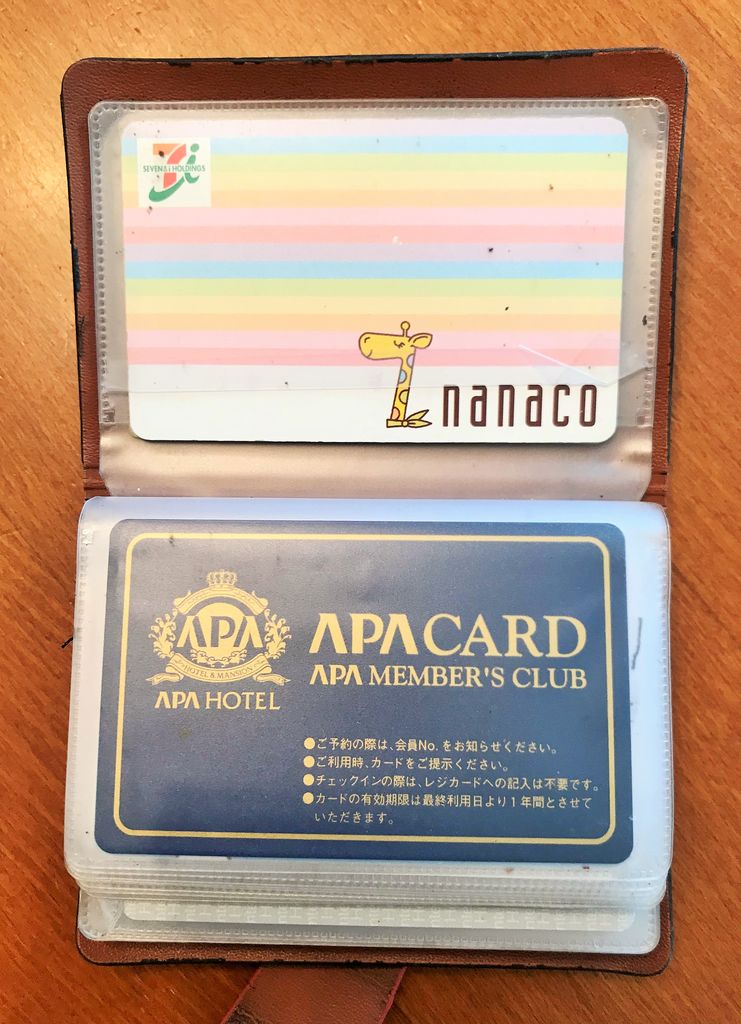 SEVEN & i HOLDINGS
nanaco
APA
HOTEL & MANSION
APA HOTEL
APA CARD
APA MEMBER'S CLUB
●ご予約の際は、会員No.をお知らせください。
●ご利用時、カードをご提示ください。
●チェックインの際は、レジカードへの記入は不要です。
●カードの有効期限は最終利用日より1年間とさせて
いただきます。